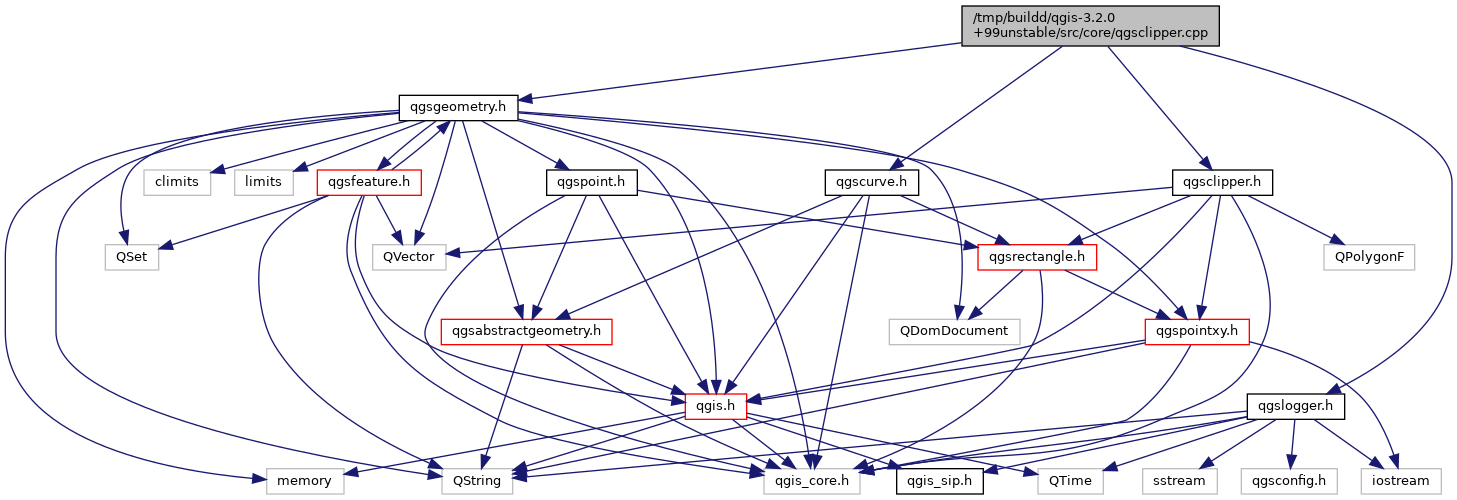 /tmp/buildd/qgis-3.2.0
+99unstable/src/core/qgsclipper.cpp
qgsgeometry.h
climits
limits
qgsfeature.h
qgspoint.h
qgscurve.h
qgsclipper.h
QSet
QVector
qgsrectangle.h
QPolygonF
qgsabstractgeometry.h
QDomDocument
qgspointxy.h
qgis.h
qgslogger.h
memory
QString
qgis_core.h
qgis_sip.h
QTime
sstream
qgsconfig.h
iostream